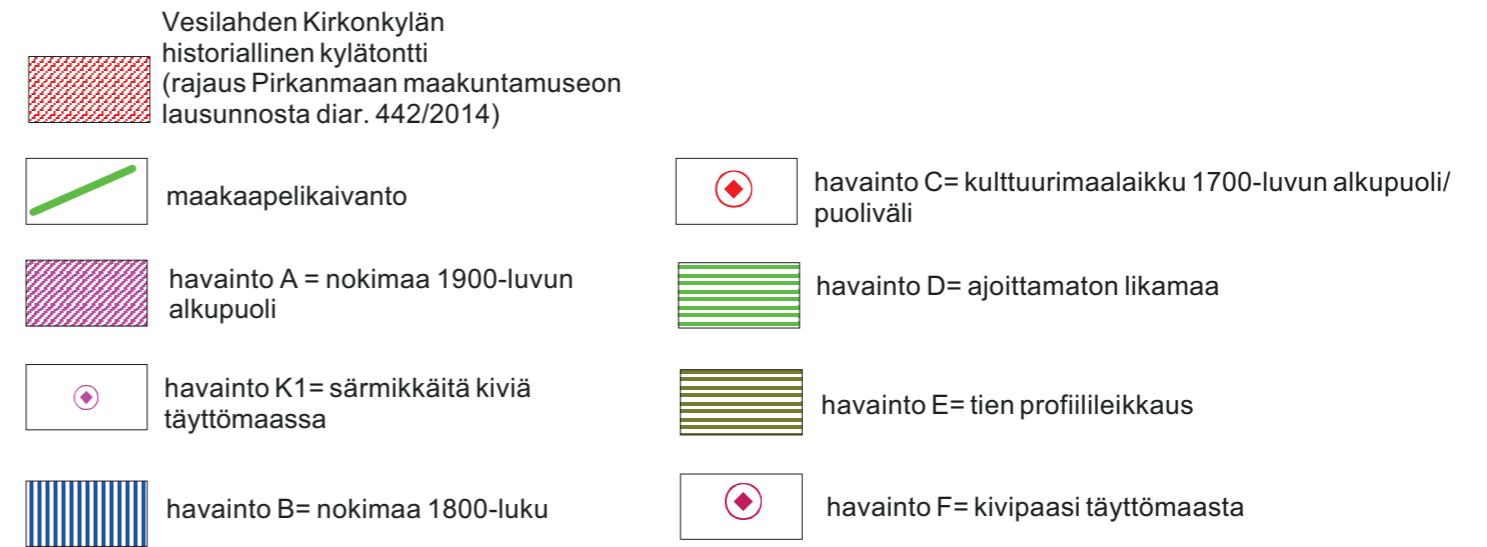 Vesilahden Kirkonkylän
historiallinen kylätontti
(rajaus Pirkanmaan maakuntamuseon
lausunnosta diar. 442/2014)
maakaapelikaivanto
havainto A = nokimaa 1900-luvun
alkupuoli
havainto K1= särmikkäitä kiviä
täyttömaassa
havainto B= nokimaa 1800-luku
havainto C= kulttuurimaalaikku 1700-luvun alkupuoli/
puoliväli
havainto D= ajoittamaton likamaa
havainto E= tien profiilileikkaus
havainto F= kivipaasi täyttömaasta